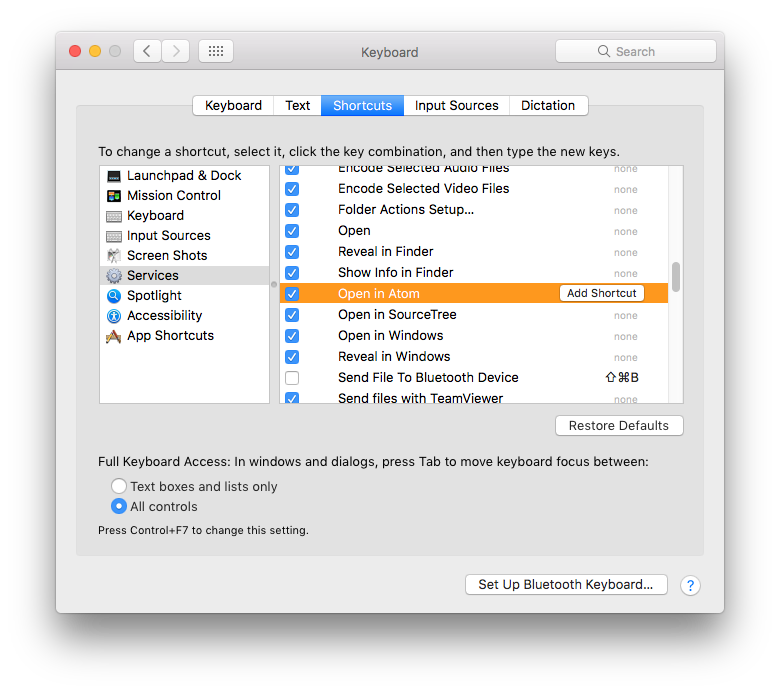 Keyboard
Search
Keyboard Text Shortcuts Input Sources Dictation
To change a shortcut, select it, click the key combination, and then type the new keys.
Launchpad & Dock
Mission Control
Keyboard
Input Sources
Screen Shots
Services
Spotlight
Accessibility
App Shortcuts
Encode Selected Audio Files none
Encode Selected Video Files none
Folder Actions Setup... none
Open none
Reveal in Finder none
Show Info in Finder none
Open in Atom Add Shortcut
Open in SourceTree none
Open in Windows none
Reveal in Windows none
Send File To Bluetooth Device ⇧⌘B
Send files with TeamViewer none
Restore Defaults
Full Keyboard Access: In windows and dialogs, press Tab to move keyboard focus between:
Text boxes and lists only
All controls
Press Control+F7 to change this setting.
Set Up Bluetooth Keyboard...
?